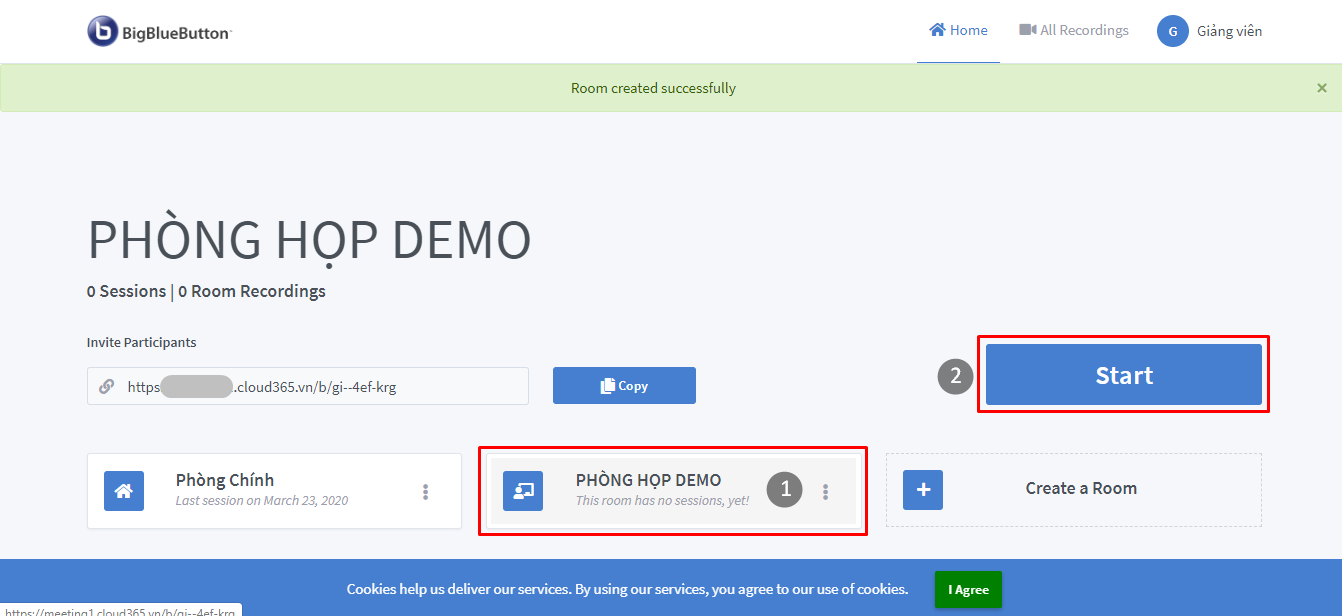 b BigBlueButton™
Home
All Recordings
G
Giảng viên
Room created successfully
×
PHÒNG HỌP DEMO
0 Sessions | 0 Room Recordings
Invite Participants
https
.cloud365.vn/b/gi--4ef-krg
Copy
2
Start
Phòng Chính
Last session on March 23, 2020
PHÒNG HỌP DEMO
This room has no sessions, yet!
1
Create a Room
Cookies help us deliver our services. By using our services, you agree to our use of cookies.
I Agree
https://meeting1.cloud365.vn/b/gi--4ef-krg